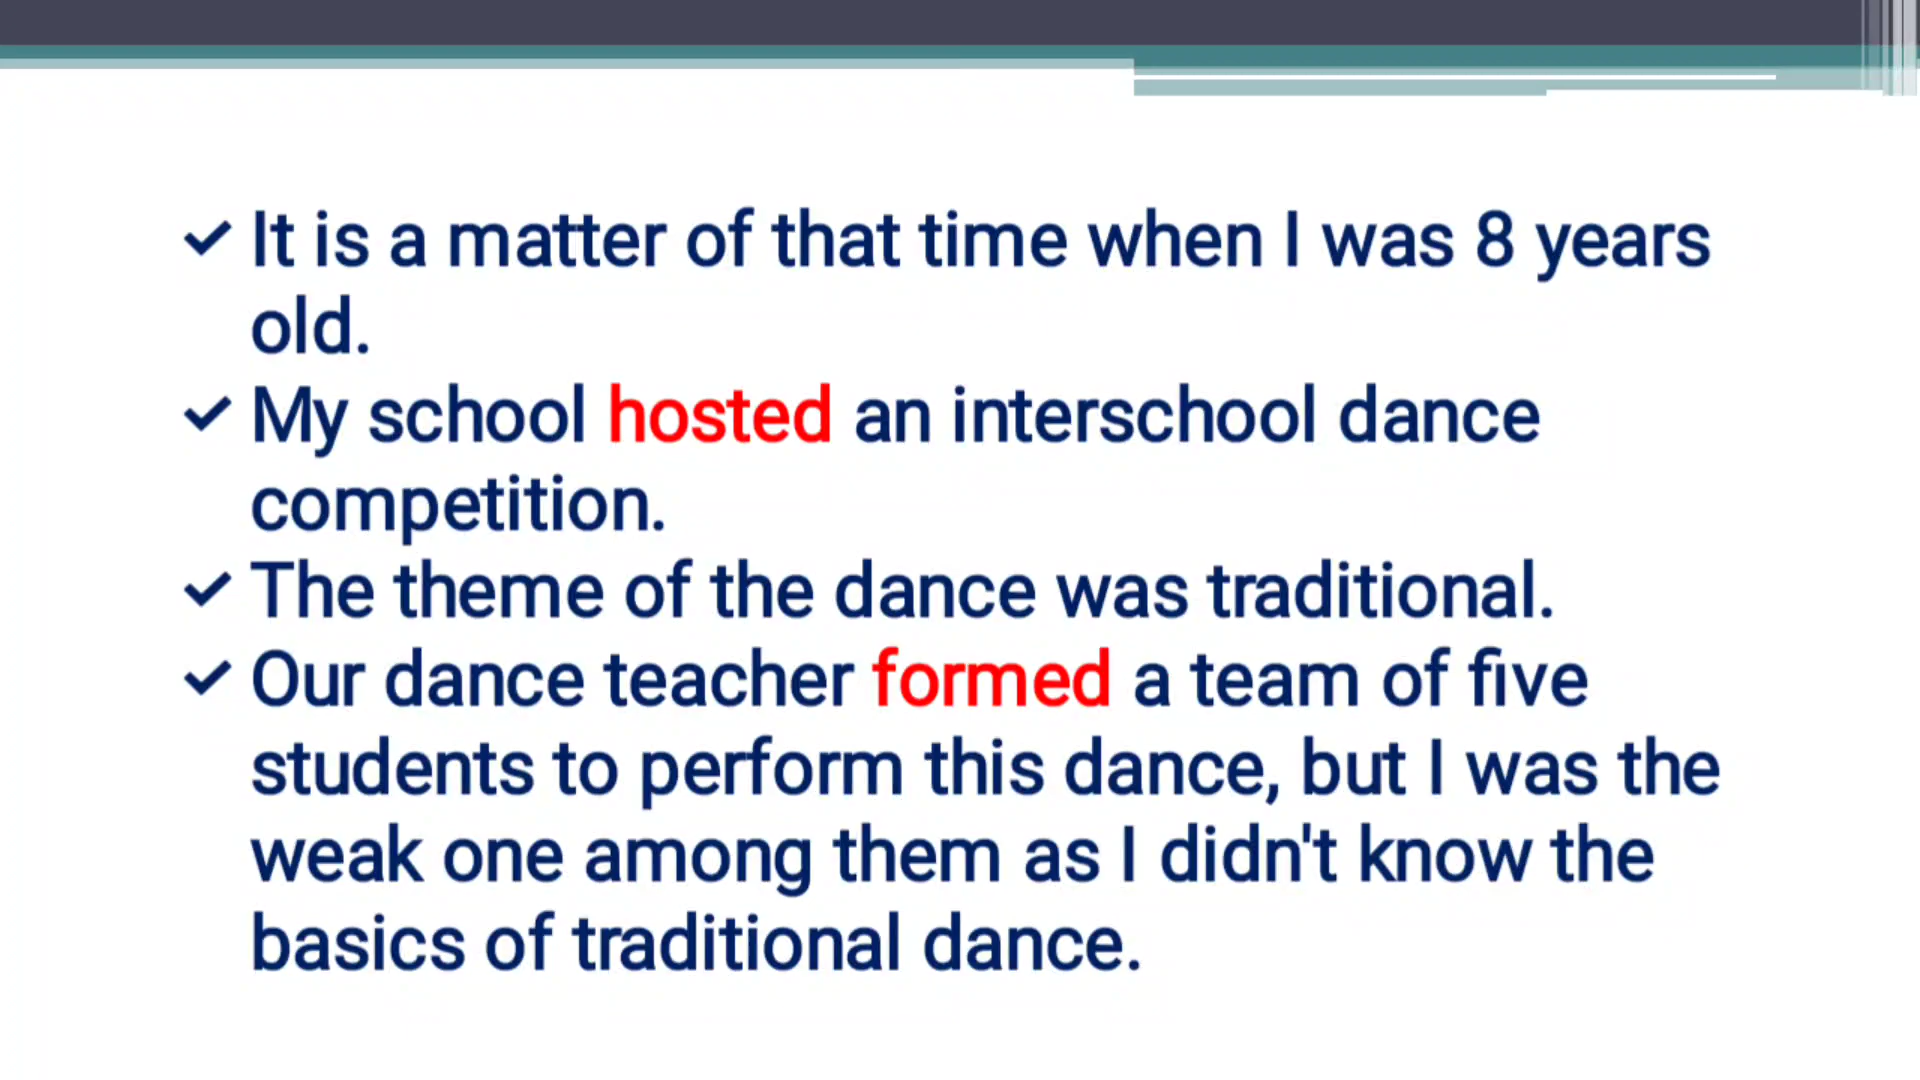 ✓ It is a matter of that time when I was 8 years
old.
✓ My school hosted an interschool dance
competition.
✓ The theme of the dance was traditional.
✓ Our dance teacher formed a team of five
students to perform this dance, but I was the
weak one among them as I didn't know the
basics of traditional dance.